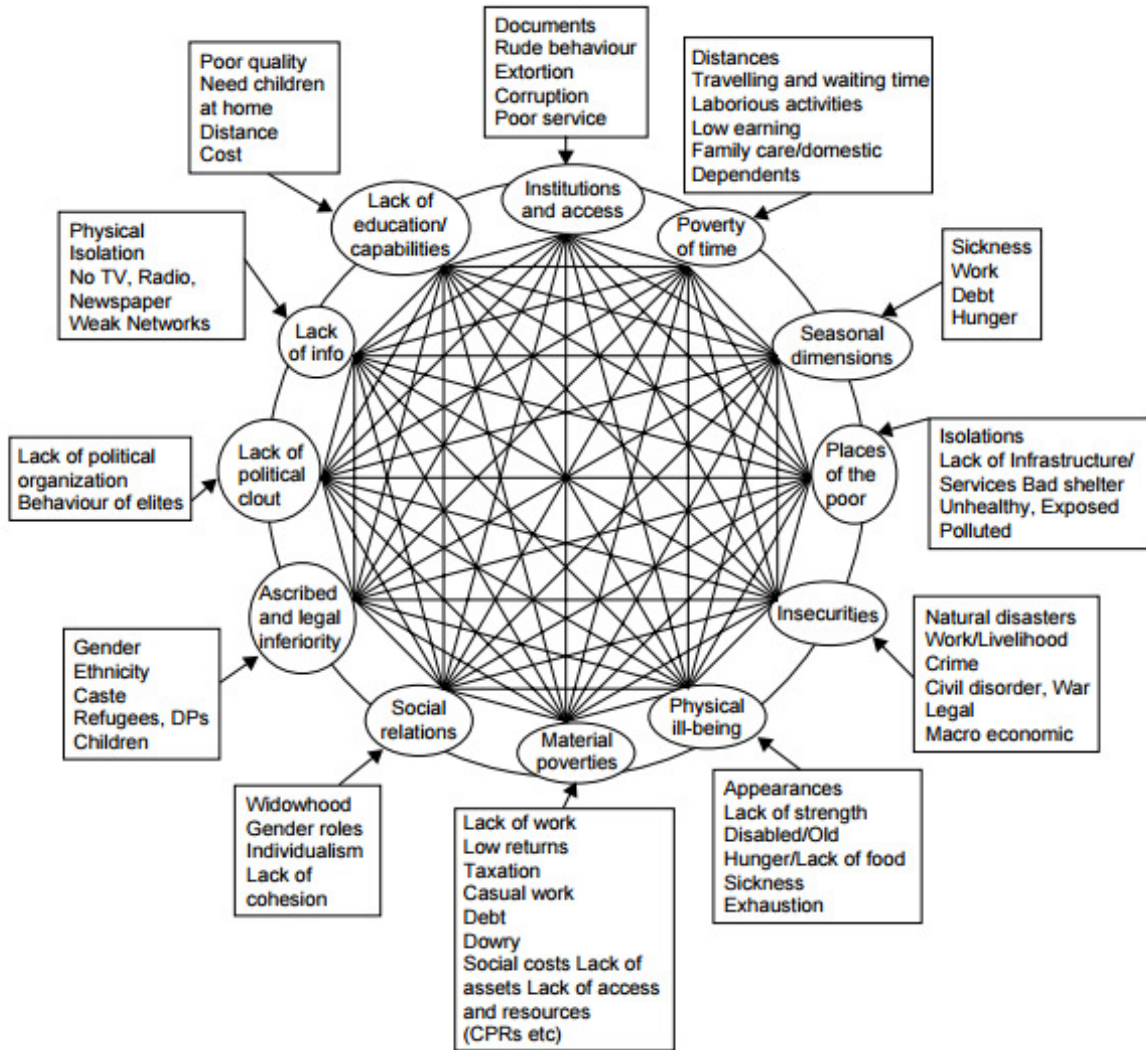 Documents
Rude behaviour
Extortion
Corruption
Poor service
Poor quality
Need children
at home
Distance
Cost
Distances
Travelling and waiting time
Laborious activities
Low earning
Family care/domestic
Dependents
Institutions
and access
Lack of
education/
capabilities
Poverty
of time
Physical
Isolation
No TV, Radio,
Newspaper
Weak Networks
Sickness
Work
Debt
Hunger
Lack
of info
Seasonal
dimensions
Lack of political
organization
Behaviour of elites
Lack of
political
clout
Places
of the
poor
Isolations
Lack of Infrastructure/
Services Bad shelter
Unhealthy, Exposed
Polluted
Ascribed
and legal
inferiority
Insecurities
Gender
Ethnicity
Caste
Refugees, DPs
Children
Natural disasters
Work/Livelihood
Crime
Civil disorder, War
Legal
Macro economic
Social
relations
Material
poverties
Physical
ill-being
Widowhood
Gender roles
Individualism
Lack of
cohesion
Lack of work
Low returns
Taxation
Casual work
Debt
Dowry
Social costs Lack of
assets Lack of access
and resources
(CPRs etc)
Appearances
Lack of strength
Disabled/Old
Hunger/Lack of food
Sickness
Exhaustion